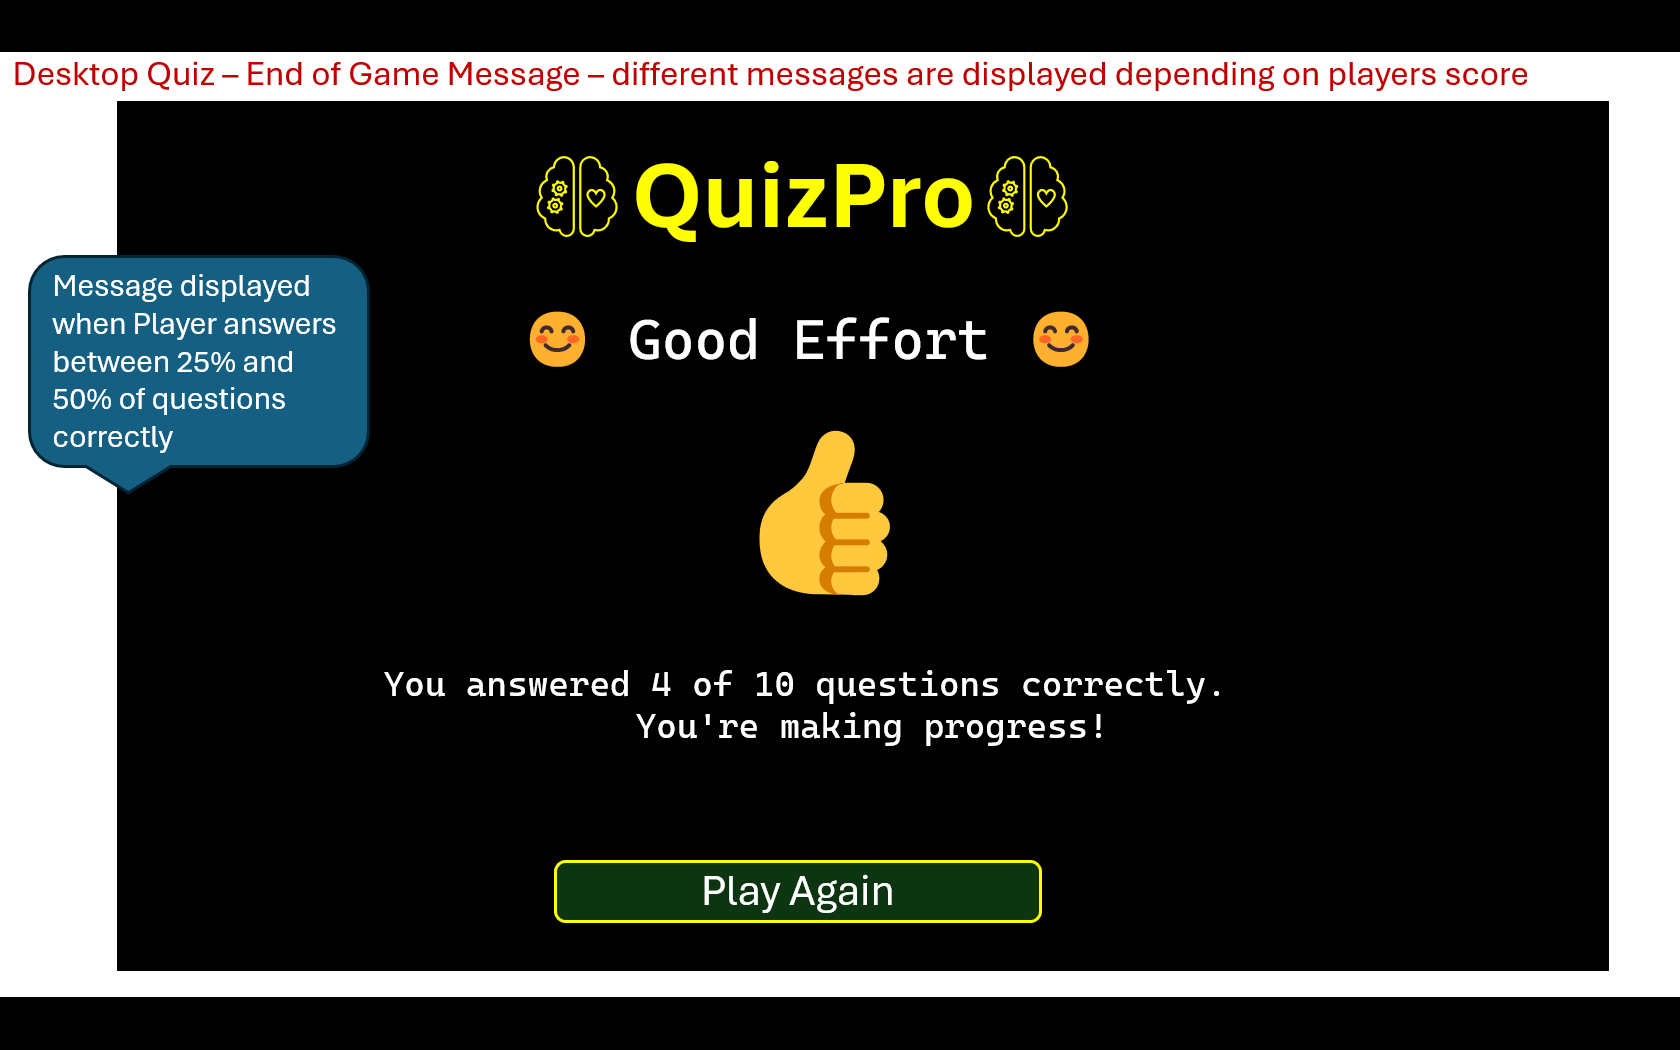 Desktop Quiz – End of Game Message – different messages are displayed depending on players score
QuizPro
Message displayed
when Player answers
between 25% and
50% of questions
correctly
Good Effort
You answered 4 of 10 questions correctly.
You're making progress!
Play Again